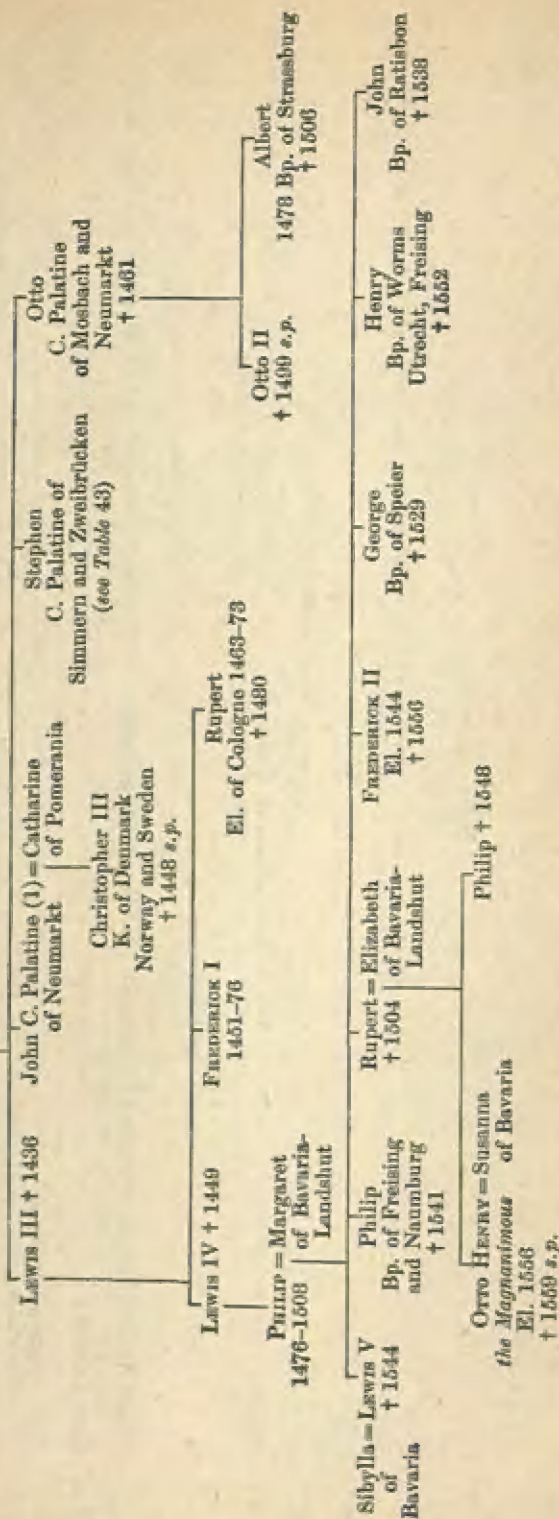 LEWIS III † 1436
John C. Palatine (1) = Catharine
of Neumarkt
of Pomerania
Christopher III
K. of Denmark
Norway and Sweden
† 1448 s.p.
Stephen
C. Palatine of
Simmern and Zweibrücken
(see Table 43)
Otto
C. Palatine
of Mosbach and
Neumarkt
† 1461
Otto II
† 1499 s.p.
Albert
1478 Bp. of Strassburg
† 1506
LEWIS IV † 1449
FREDERICK I
1451–76
Rupert
El. of Cologne 1463–73
† 1480
PHILIP = Margaret
1476–1508
of Bavaria-
Landshut
Sibylla = LEWIS V
of
Bavaria
† 1544
Philip
Bp. of Freising
and Naumburg
† 1541
Rupert = Elizabeth
† 1504
of Bavaria-
Landshut
FREDERICK II
El. 1544
† 1556
George
Bp. of Speier
† 1529
Henry
Bp. of Worms
Utrecht, Freising
† 1552
John
Bp. of Ratisbon
† 1538
OTTO HENRY = Susanna
the Magnanimous
of Bavaria
El. 1556
† 1559 s.p.
Philip † 1548